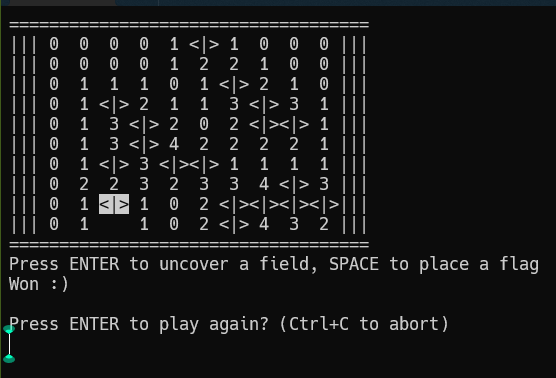 ====================================
||| 0  0  0  0  1 <|> 1  0  0  0 |||
||| 0  0  0  0  1  2  2  1  0  0 |||
||| 0  1  1  1  0  1 <|> 2  1  0 |||
||| 0  1 <|> 2  1  1  3 <|> 3  1 |||
||| 0  1  3 <|> 2  0  2 <|><|> 1 |||
||| 0  1  3 <|> 4  2  2  2  2  1 |||
||| 0  1 <|> 3 <|><|> 1  1  1  1 |||
||| 0  2  2  3  2  3  3  4 <|> 3 |||
||| 0  1 <|> 1  0  2 <|><|><|><|>|||
||| 0  1     1  0  2 <|> 4  3  2 |||
====================================
Press ENTER to uncover a field, SPACE to place a flag
Won :)
Press ENTER to play again? (Ctrl+C to abort)